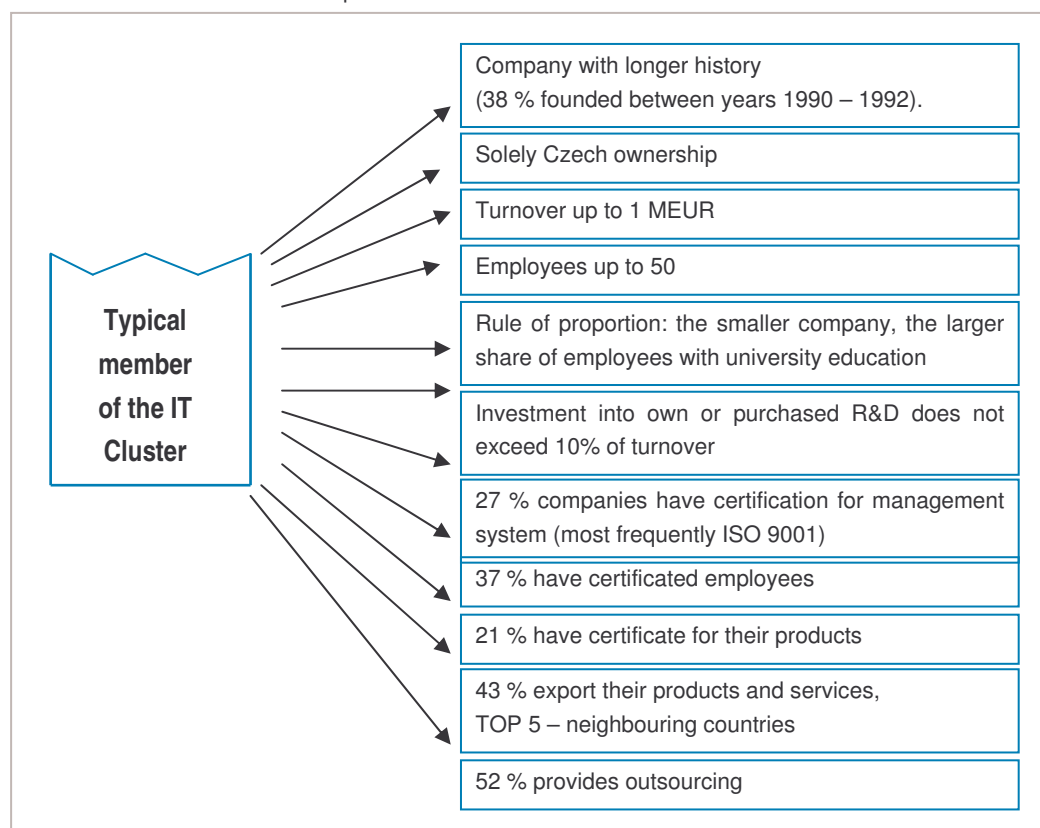 Company with longer history
(38 % founded between years 1990 – 1992).
Solely Czech ownership
Turnover up to 1 MEUR
Employees up to 50
Typical
member
of the IT
Cluster
Rule of proportion: the smaller company, the larger
share of employees with university education
Investment into own or purchased R&D does not
exceed 10% of turnover
27 % companies have certification for management
system (most frequently ISO 9001)
37 % have certificated employees
21 % have certificate for their products
43 % export their products and services,
TOP 5 – neighbouring countries
52 % provides outsourcing